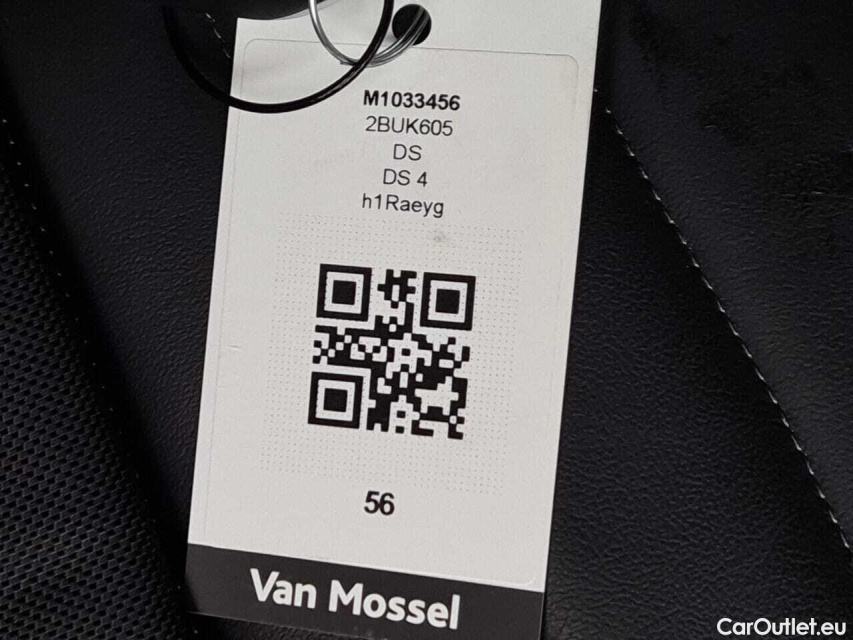 M1033456
2BUK605
DS
DS 4
h1Raeyg
56
Van Mossel
CarOutlet.eu